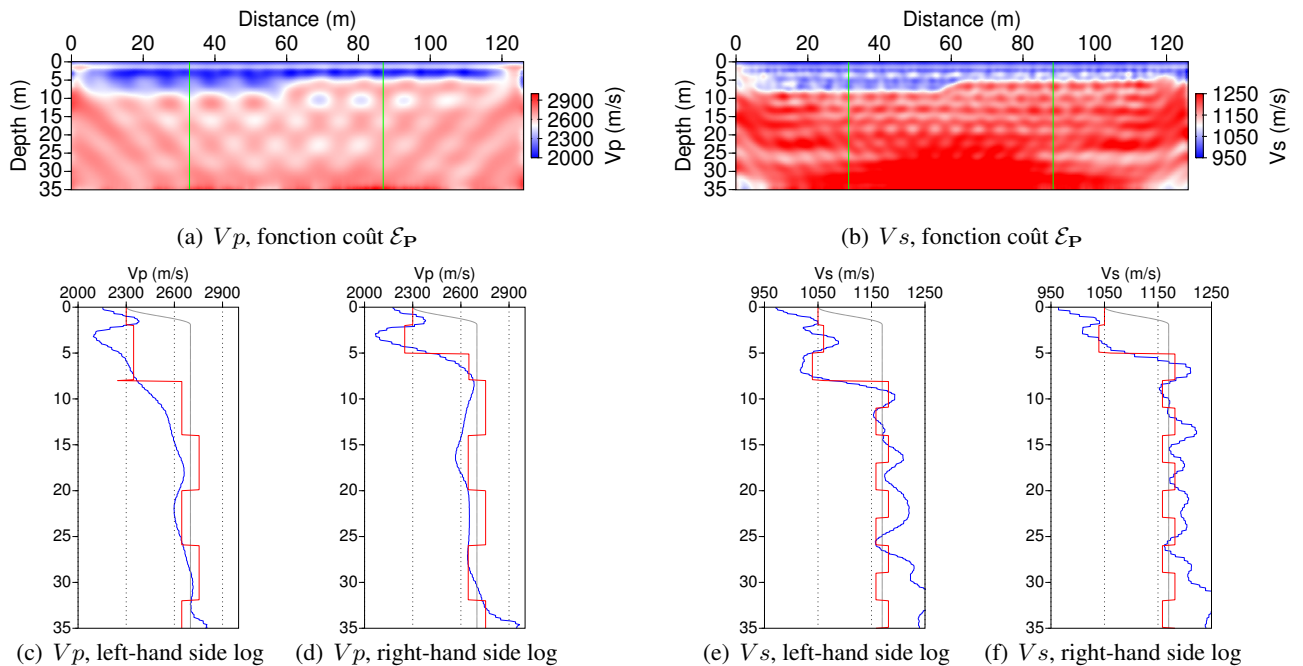 Distance (m)
0 20 40 60 80 100 120
Depth (m)
0
5
10
15
20
25
30
35
2900
2600
2300
2000
Vp (m/s)
(a) Vp, fonction coût ℰ_P
Distance (m)
0 20 40 60 80 100 120
Depth (m)
0
5
10
15
20
25
30
35
1250
1150
1050
950
Vs (m/s)
(b) Vs, fonction coût ℰ_P
Vp (m/s)
2000 2300 2600 2900
0
5
10
15
20
25
30
35
(c) Vp, left-hand side log
Vp (m/s)
2000 2300 2600 2900
0
5
10
15
20
25
30
35
(d) Vp, right-hand side log
Vs (m/s)
950 1050 1150 1250
0
5
10
15
20
25
30
35
(e) Vs, left-hand side log
Vs (m/s)
950 1050 1150 1250
0
5
10
15
20
25
30
35
(f) Vs, right-hand side log